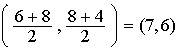 ( (6+8)/2 , (8+4)/2 ) = (7,6)